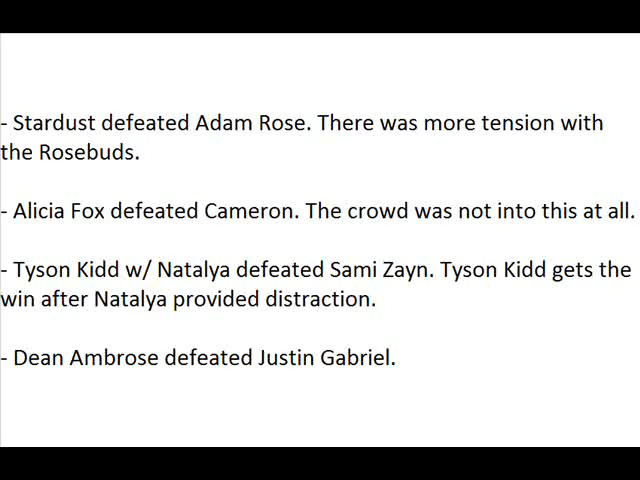 - Stardust defeated Adam Rose. There was more tension with
the Rosebuds.
- Alicia Fox defeated Cameron. The crowd was not into this at all.
- Tyson Kidd w/ Natalya defeated Sami Zayn. Tyson Kidd gets the
win after Natalya provided distraction.
- Dean Ambrose defeated Justin Gabriel.